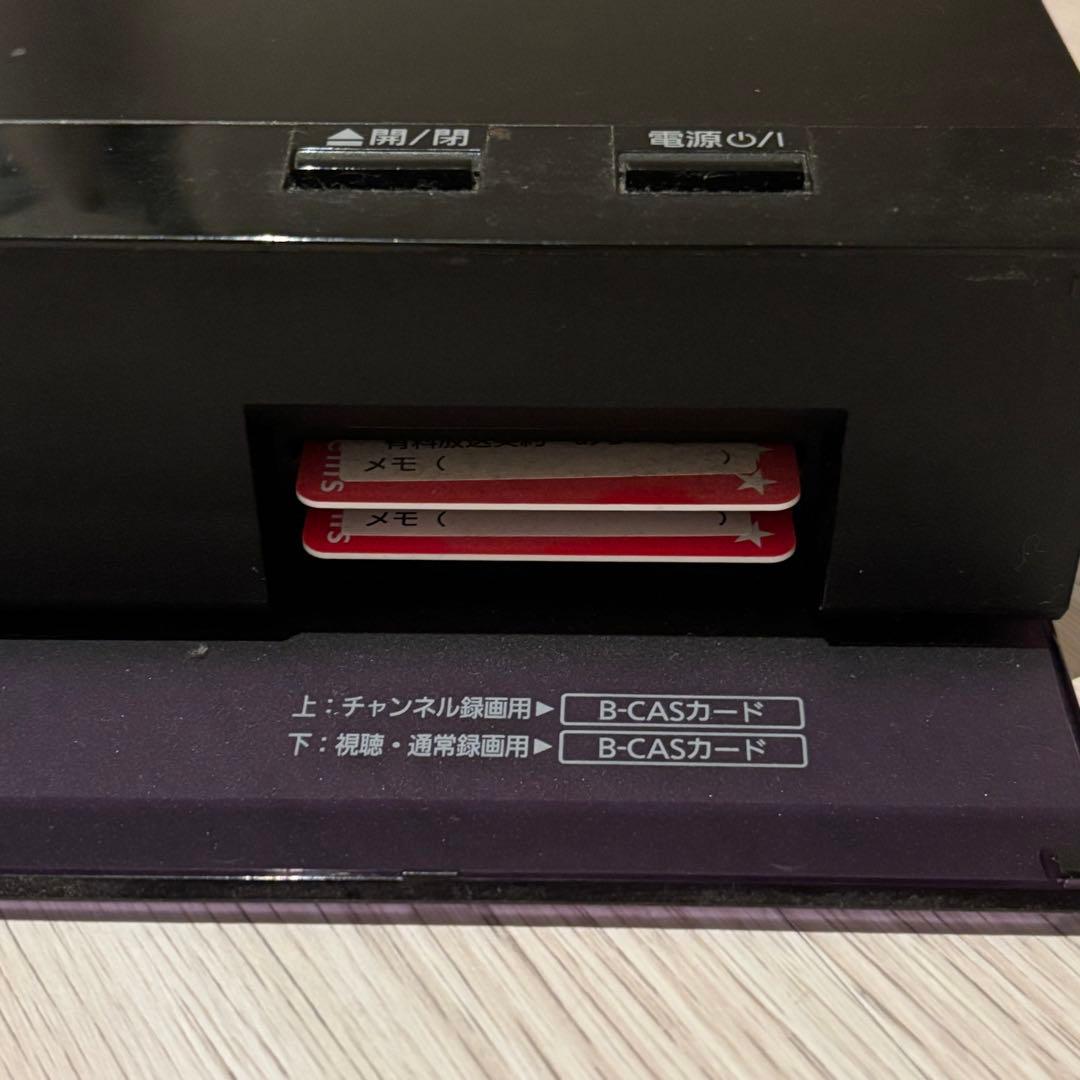 ⏏開/閉
電源⏻/I
メモ（ ）
メモ（ ）
上：チャンネル録画用▶ B-CASカード
下：視聴・通常録画用▶ B-CASカード